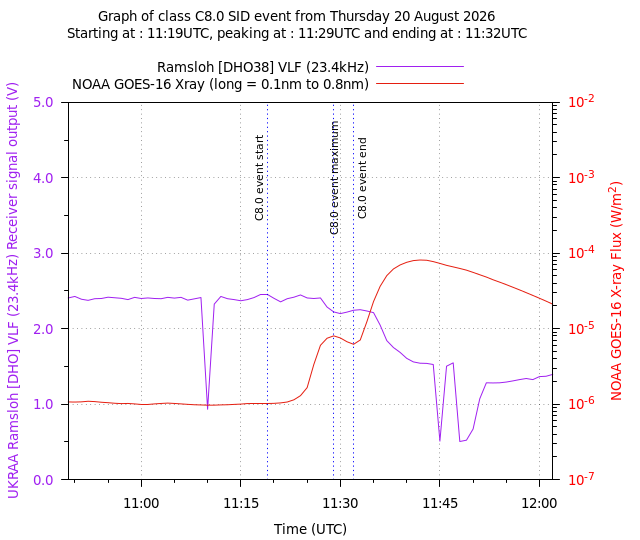 Graph of class C8.0 SID event from Thursday 20 August 2026
Starting at : 11:19UTC, peaking at : 11:29UTC and ending at : 11:32UTC
Ramsloh [DHO38] VLF (23.4kHz)
NOAA GOES-16 Xray (long = 0.1nm to 0.8nm)
UKRAA Ramsloh [DHO] VLF (23.4kHz) Receiver signal output (V)
5.0
4.0
3.0
2.0
1.0
0.0
C8.0 event start
C8.0 event maximum
C8.0 event end
10^-2
10^-3
10^-4
10^-5
10^-6
10^-7
NOAA GOES-16 X-ray Flux (W/m²)
11:00
11:15
11:30
11:45
12:00
Time (UTC)